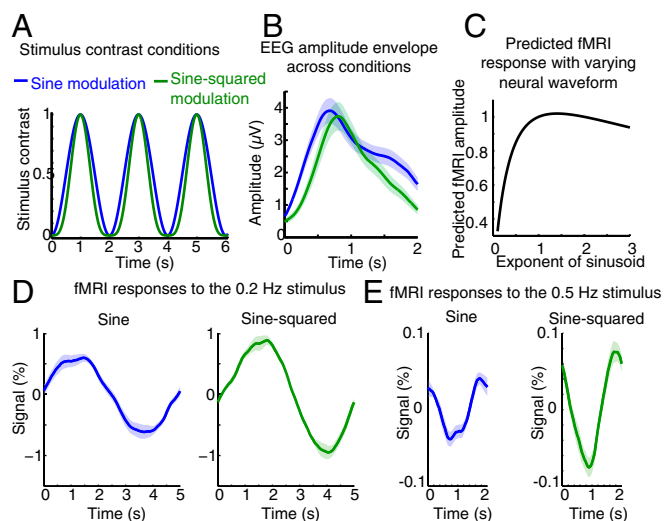 A
Stimulus contrast conditions
Sine modulation
Sine-squared
modulation
Stimulus contrast
1
0.5
0
0 1 2 3 4 5 6
Time (s)
B
EEG amplitude envelope
across conditions
Amplitude (µV)
5
4
3
2
1
0
0 1 2
Time (s)
C
Predicted fMRI
response with varying
neural waveform
Predicted fMRI amplitude
1
0.8
0.6
0.4
0 1 2 3
Exponent of sinusoid
D
fMRI responses to the 0.2 Hz stimulus
Sine
Signal (%)
1
0
−1
0 1 2 3 4 5
Time (s)
Sine-squared
1
0
−1
0 1 2 3 4 5
Time (s)
E
fMRI responses to the 0.5 Hz stimulus
Sine
Signal (%)
0.1
0
-0.1
0 1 2
Time (s)
Sine-squared
0.1
0
-0.1
0 1 2
Time (s)